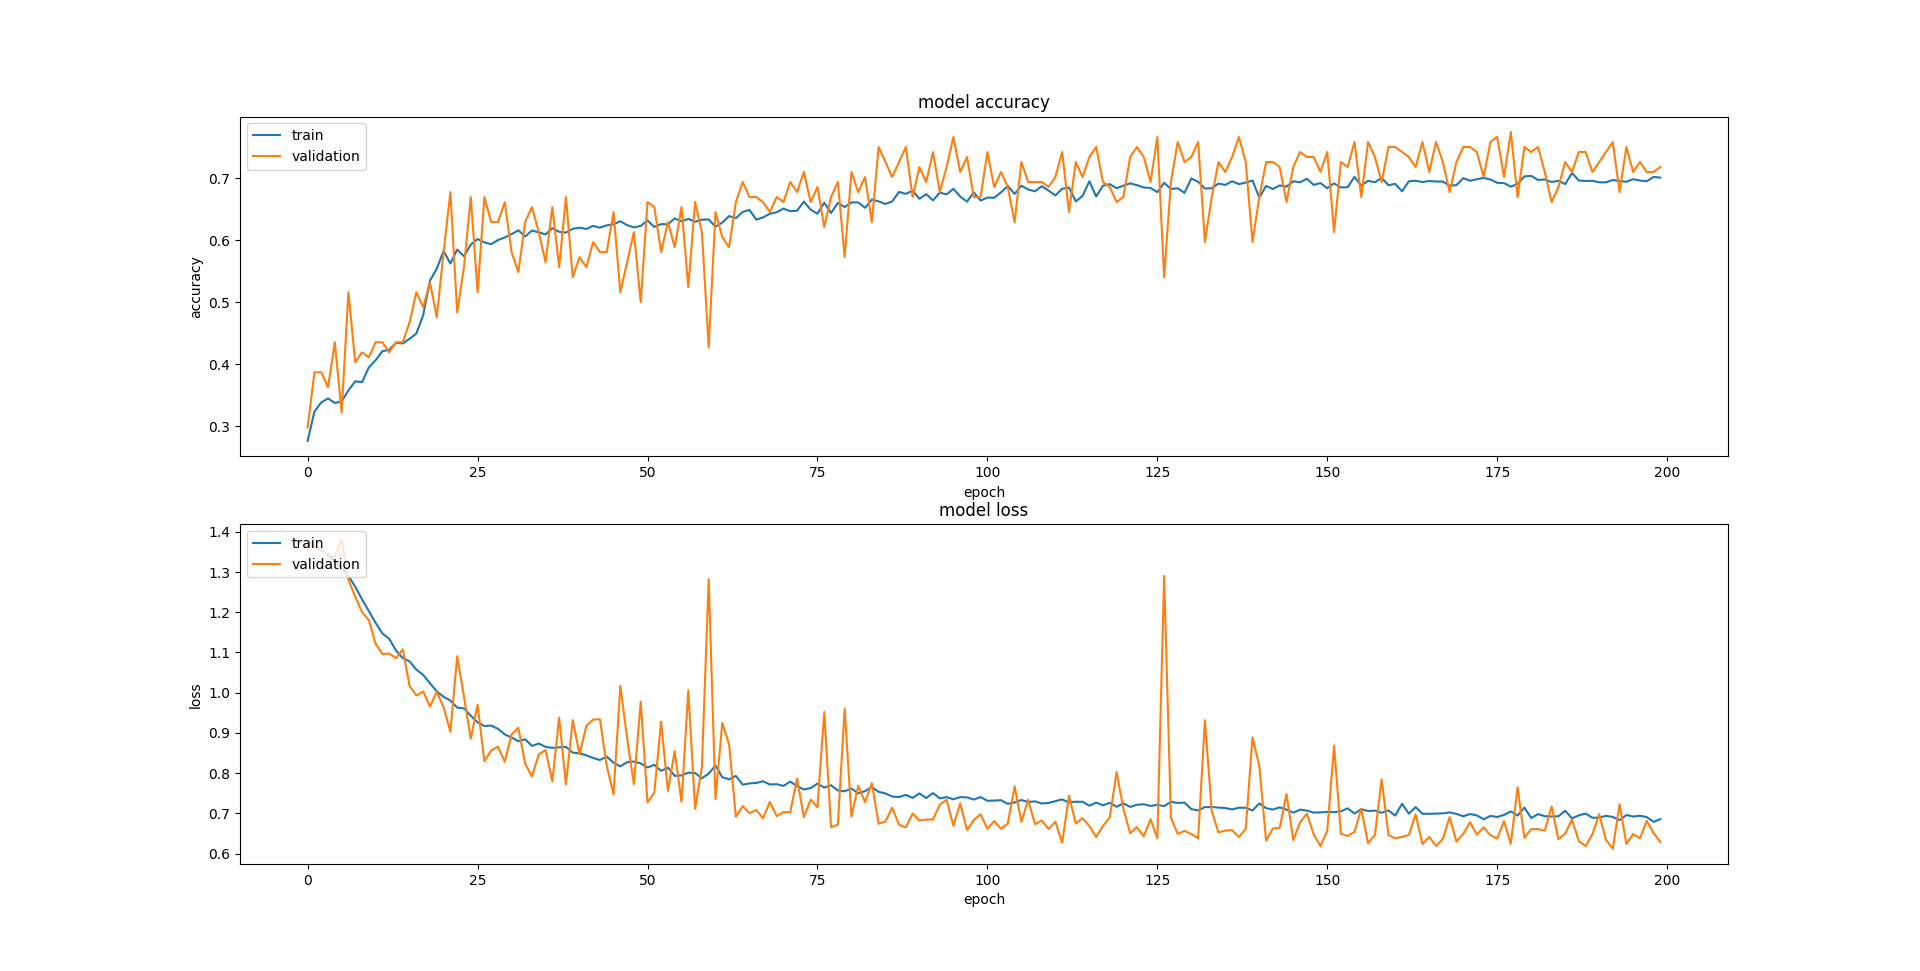 model accuracy
train
validation
accuracy
0.7
0.6
0.5
0.4
0.3
0 25 50 75 100 125 150 175 200
epoch
model loss
train
validation
loss
1.4
1.3
1.2
1.1
1.0
0.9
0.8
0.7
0.6
0 25 50 75 100 125 150 175 200
epoch